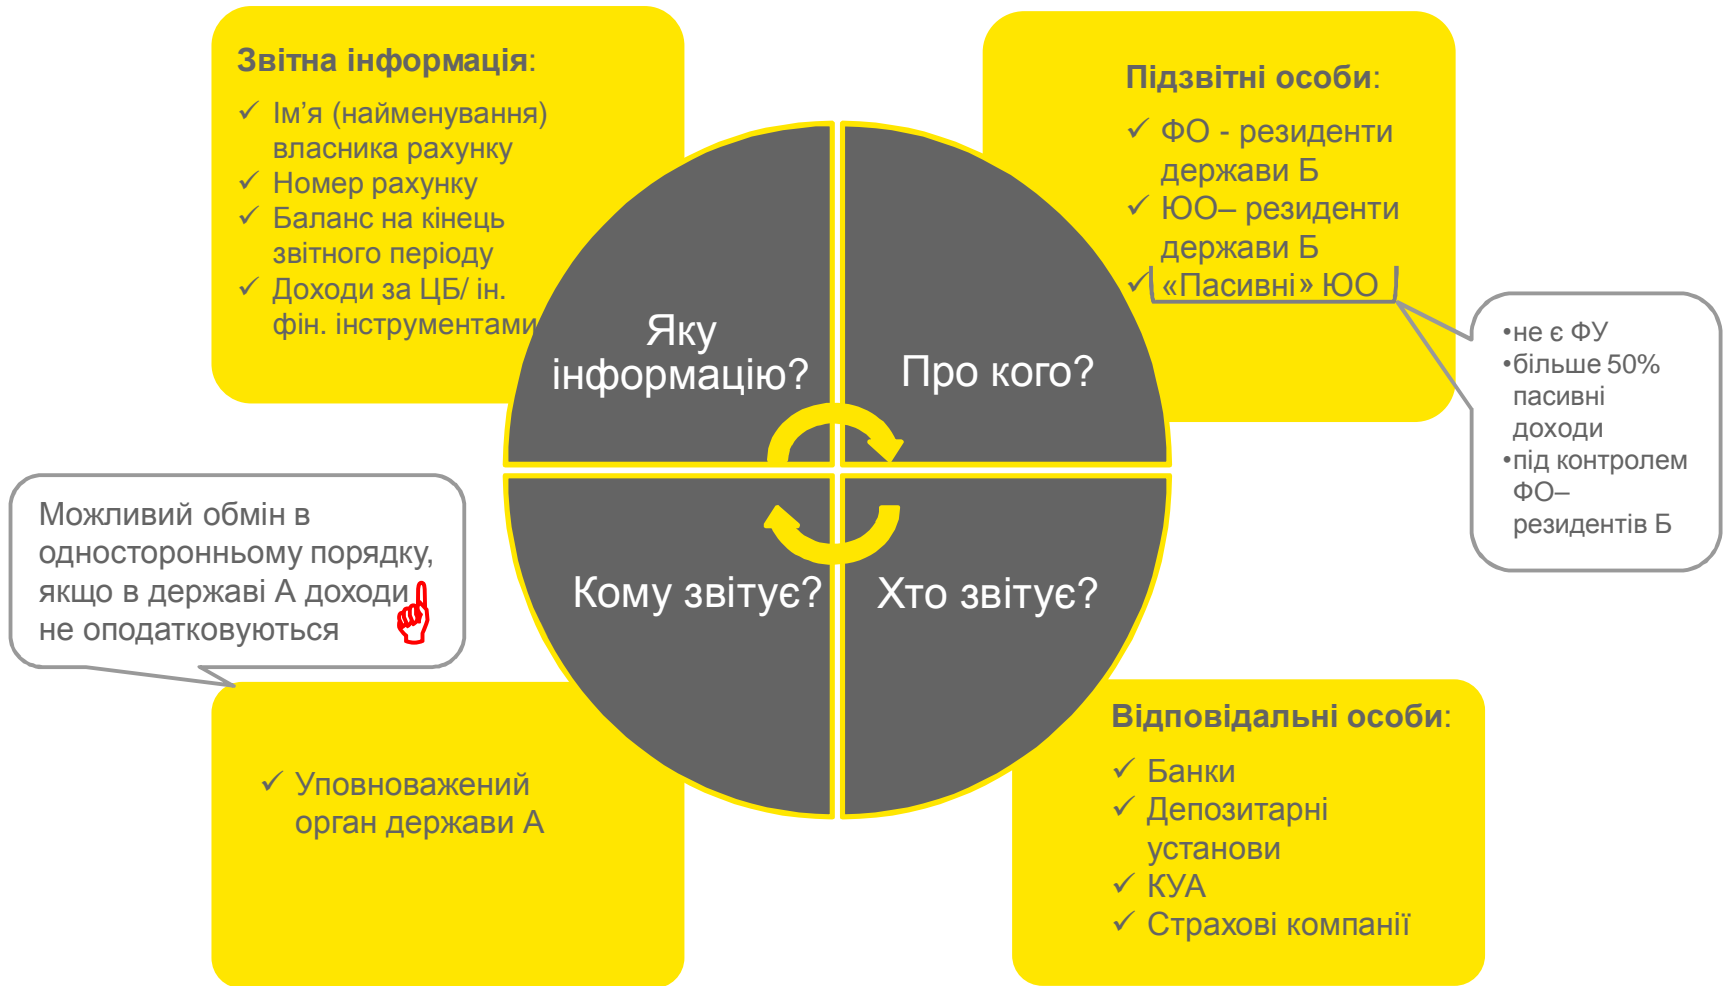 Звітна інформація:
✓ Ім’я (найменування)
власника рахунку
✓ Номер рахунку
✓ Баланс на кінець
звітного періоду
✓ Доходи за ЦБ/ ін.
фін. інструментами
Підзвітні особи:
✓ ФО - резиденти
держави Б
✓ ЮО– резиденти
держави Б
✓ «Пасивні» ЮО
•не є ФУ
•більше 50%
пасивні
доходи
•під контролем
ФО–
резидентів Б
Яку
інформацію?
Про кого?
Кому звітує?
Хто звітує?
Можливий обмін в
односторонньому порядку,
якщо в державі А доходи
не оподатковуються
✓ Уповноважений
орган держави А
Відповідальні особи:
✓ Банки
✓ Депозитарні
установи
✓ КУА
✓ Страхові компанії